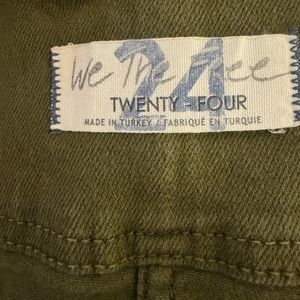 We The Free
24
TWENTY - FOUR
MADE IN TURKEY / FABRIQUÉ EN TURQUIE